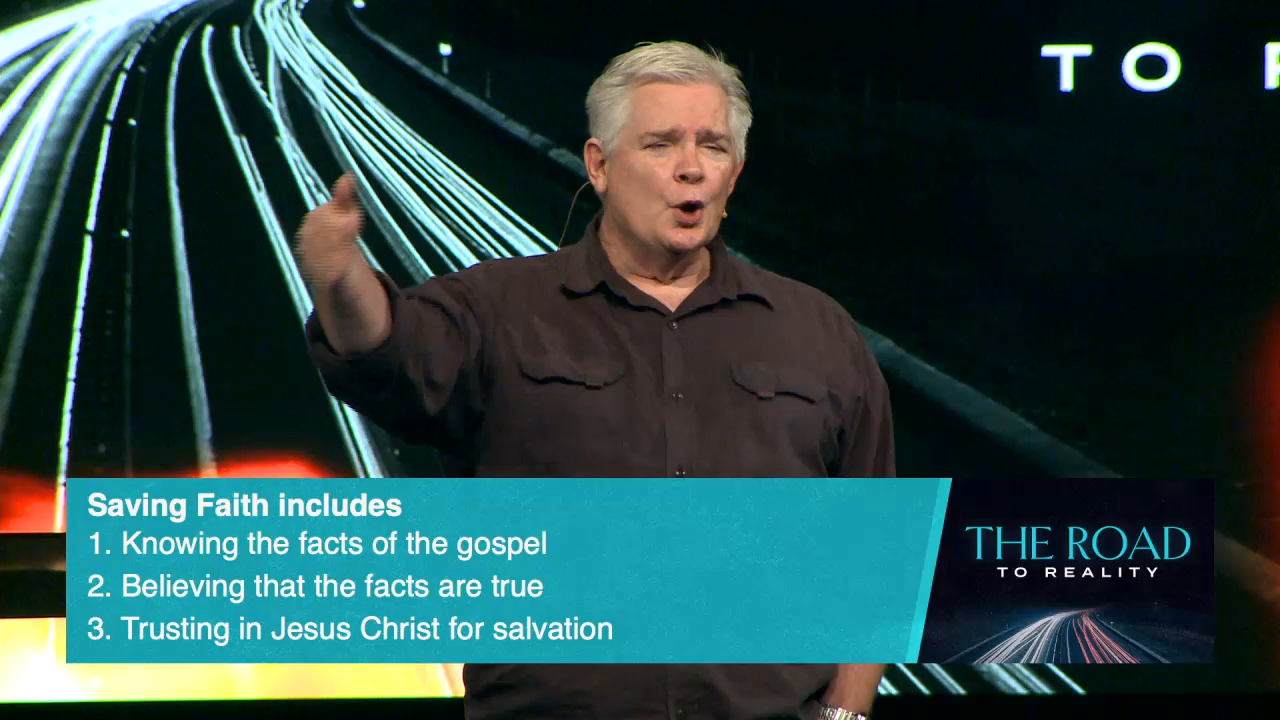 TO
Saving Faith includes
1. Knowing the facts of the gospel
2. Believing that the facts are true
3. Trusting in Jesus Christ for salvation
THE ROAD
TO REALITY